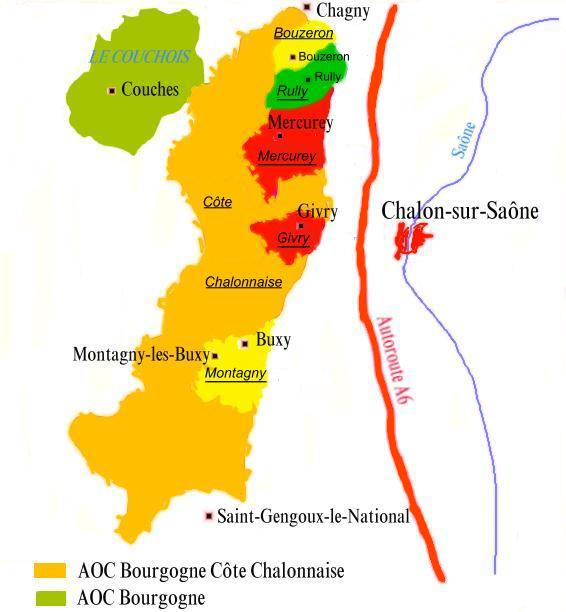 Chagny
Bouzeron
LE COUCHOIS
Bouzeron
Rully
Couches
Rully
Mercurey
Saône
Mercurey
Côte
Givry
Chalon-sur-Saône
Givry
Chalonnaise
Autoroute A6
Buxy
Montagny-les-Buxy
Montagny
Saint-Gengoux-le-National
AOC Bourgogne Côte Chalonnaise
AOC Bourgogne